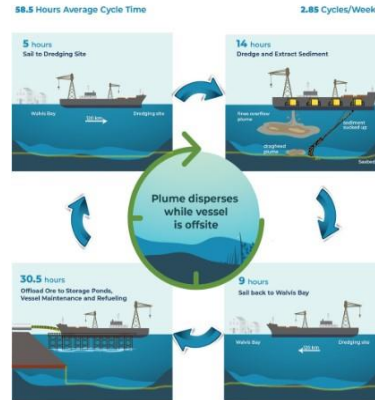 58.5 Hours Average Cycle Time
2.85 Cycles/Week
5 hours
Sail to Dredging Site
Walvis Bay
120 km
Dredging site
14 hours
Dredge and Extract Sediment
Fines overflow
plume
sediment
sucked up
draghead
plume
Seabed
Plume disperses
while vessel
is offsite
30.5 hours
Offload Ore to Storage Ponds,
Vessel Maintenance and Refueling
9 hours
Sail back to Walvis Bay
Walvis Bay
120 km
Dredging site